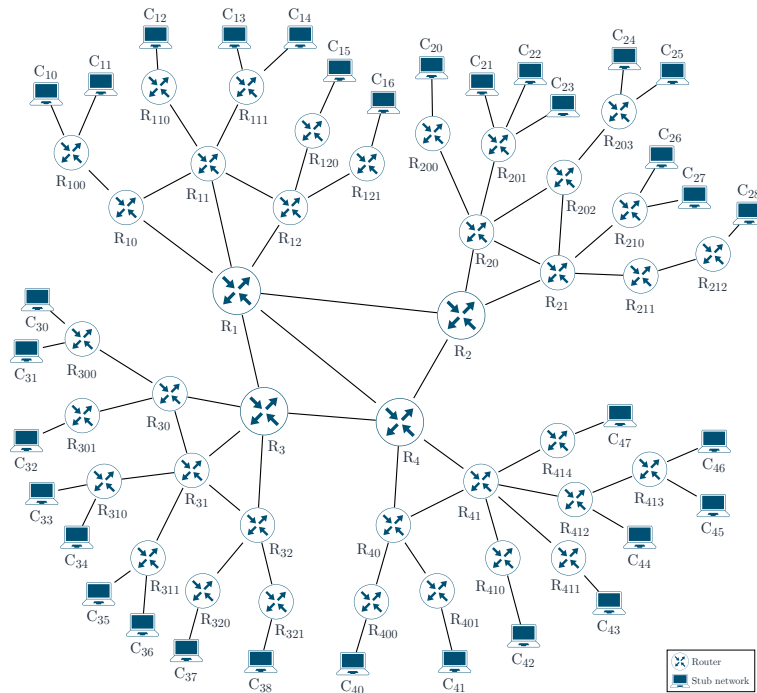 C12
C13
C14
C15
C16
C10
C11
R110
R111
R120
R121
R100
R11
R10
R12
R1
C20
C21
C22
C23
C24
C25
C26
C27
C28
R200
R201
R202
R203
R210
R20
R21
R211
R212
R2
C30
C31
R300
R30
R301
C32
R3
R31
C33
R310
C34
R32
R311
C35
C36
R320
R321
C37
C38
R4
C47
R414
C46
R413
C45
R41
R412
C44
R40
R410
R411
C43
R400
R401
C42
C40
C41
Router
Stub network